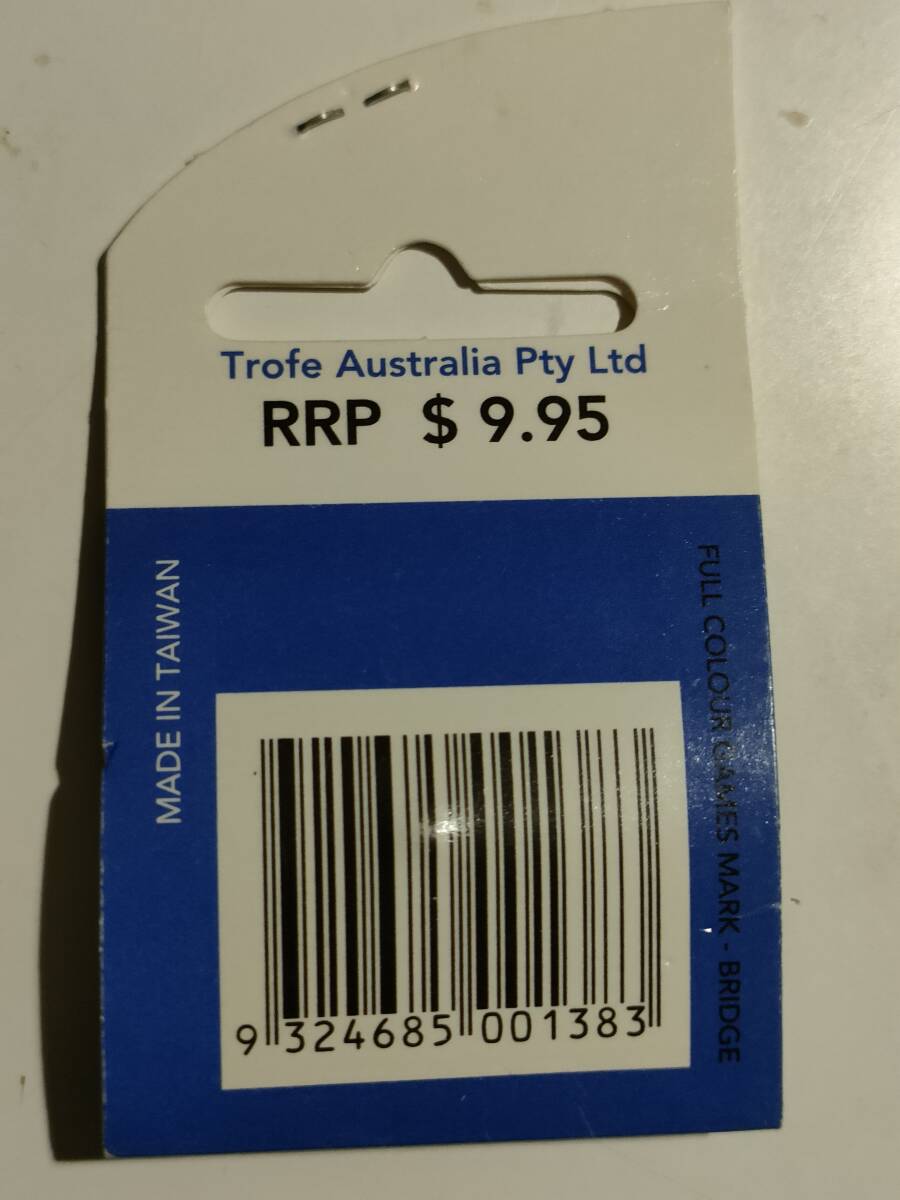 Trofe Australia Pty Ltd
RRP $ 9.95
MADE IN TAIWAN
FULL COLOUR GAMES MARK - BRIDGE
9 324685 001383